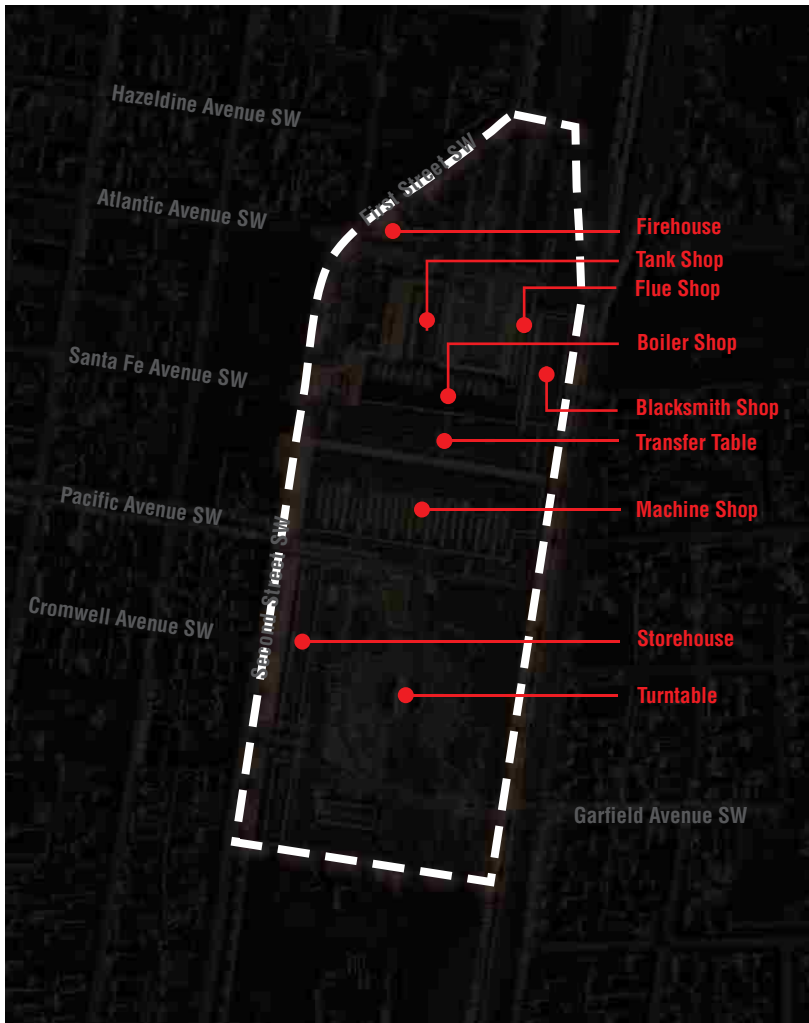 Hazeldine Avenue SW
First Street SW
Atlantic Avenue SW
Firehouse
Tank Shop
Flue Shop
Boiler Shop
Santa Fe Avenue SW
Blacksmith Shop
Transfer Table
Pacific Avenue SW
Machine Shop
Second Street SW
Cromwell Avenue SW
Storehouse
Turntable
Garfield Avenue SW